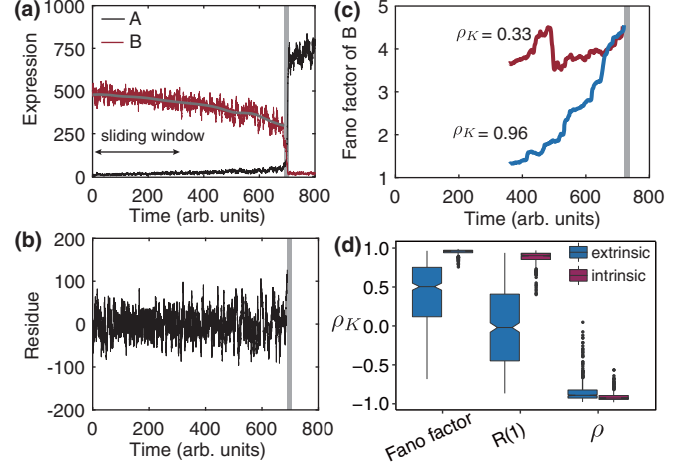 (a)
A
B
1000
750
500
250
0
Expression
sliding window
0 200 400 600 800
Time (arb. units)
(b)
200
100
0
-100
-200
Residue
0 200 400 600 800
Time (arb. units)
(c)
5
4
3
2
1
Fano factor of B
ρK = 0.33
ρK = 0.96
0 200 400 600 800
Time (arb. units)
(d)
1.0
0.5
0.0
−0.5
−1.0
ρK
extrinsic
intrinsic
Fano factor R(1) ρ